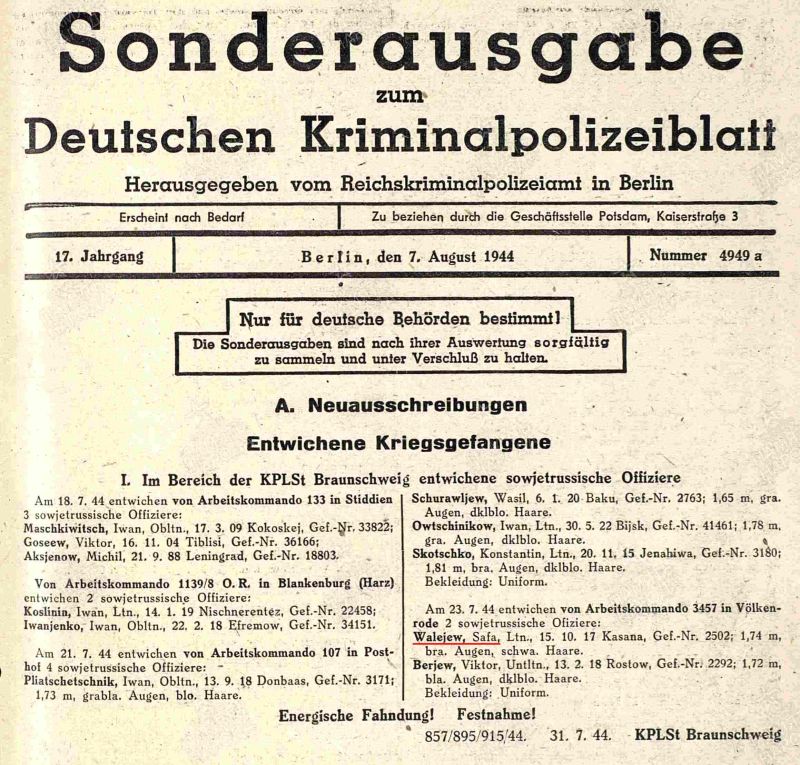 Sonderausgabe
zum
Deutschen Kriminalpolizeiblatt
Herausgegeben vom Reichskriminalpolizeiamt in Berlin
Erscheint nach Bedarf
Zu beziehen durch die Geschäftsstelle Potsdam, Kaiserstraße 3
17. Jahrgang
Berlin, den 7. August 1944
Nummer 4949 a
Nur für deutsche Behörden bestimmt!
Die Sonderausgaben sind nach ihrer Auswertung sorgfältig
zu sammeln und unter Verschluß zu halten.
A. Neuausschreibungen
Entwichene Kriegsgefangene
I. Im Bereich der KPLSt Braunschweig entwichene sowjetrussische Offiziere
Am 18. 7. 44 entwichen von Arbeitskommando 133 in Stiddien
3 sowjetrussische Offiziere:
Maschkiwitsch, Iwan, Obltn., 17. 3. 09 Kokoskej, Gef.-Nr. 33822;
Goseew, Viktor, 16. 11. 04 Tiblisi, Gef.-Nr. 36166;
Aksjenow, Michil, 21. 9. 88 Leningrad, Gef.-Nr. 18803.
Von Arbeitskommando 1139/8 O. R. in Blankenburg (Harz)
entwichen 2 sowjetrussische Offiziere:
Koslinin, Iwan, Ltn., 14. 1. 19 Nischnerentez, Gef.-Nr. 22458;
Iwanjenko, Iwan, Obltn., 22. 2. 18 Efremow, Gef.-Nr. 34151.
Am 21. 7. 44 entwichen von Arbeitskommando 107 in Post-
hof 4 sowjetrussische Offiziere:
Pliatschetschnik, Iwan, Obltn., 13. 9. 18 Donbaas, Gef.-Nr. 3171;
1,73 m, grabla. Augen, blo. Haare.
Schurawljew, Wasil, 6. 1. 20 Baku, Gef.-Nr. 2763; 1,65 m, gra.
Augen, dklblo. Haare.
Owtschinikow, Iwan, Ltn., 30. 5. 22 Bijsk, Gef.-Nr. 41461; 1,78 m,
gra. Augen, dklblo. Haare.
Skotschko, Konstantin, Ltn., 20. 11. 15 Jenahiwa, Gef.-Nr. 3180;
1,81 m, bra. Augen, dklblo. Haare.
Bekleidung: Uniform.
Am 23. 7. 44 entwichen von Arbeitskommando 3457 in Völken-
rode 2 sowjetrussische Ofiziere:
Walejew, Safa, Ltn., 15. 10. 17 Kasana, Gef.-Nr. 2502; 1,74 m,
bra. Augen, schwa. Haare.
Berjew, Viktor, Untltn., 13. 2. 18 Rostow, Gef.-Nr. 2292; 1,72 m,
bla. Augen, dklblo. Haare.
Bekleidung: Uniform.
Energische Fahndung! Festnahme!
857/895/915/44. 31. 7. 44. KPLSt Braunschweig